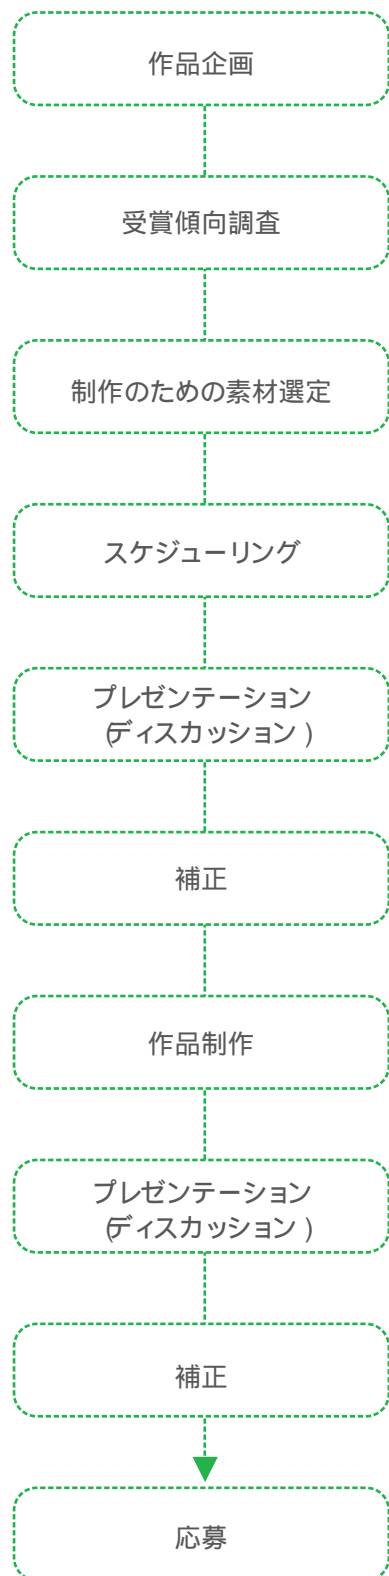 作品企画
受賞傾向調査
制作のための素材選定
スケジューリング
プレゼンテーション
(ディスカッション)
補正
作品制作
プレゼンテーション
(ディスカッション)
補正
応募